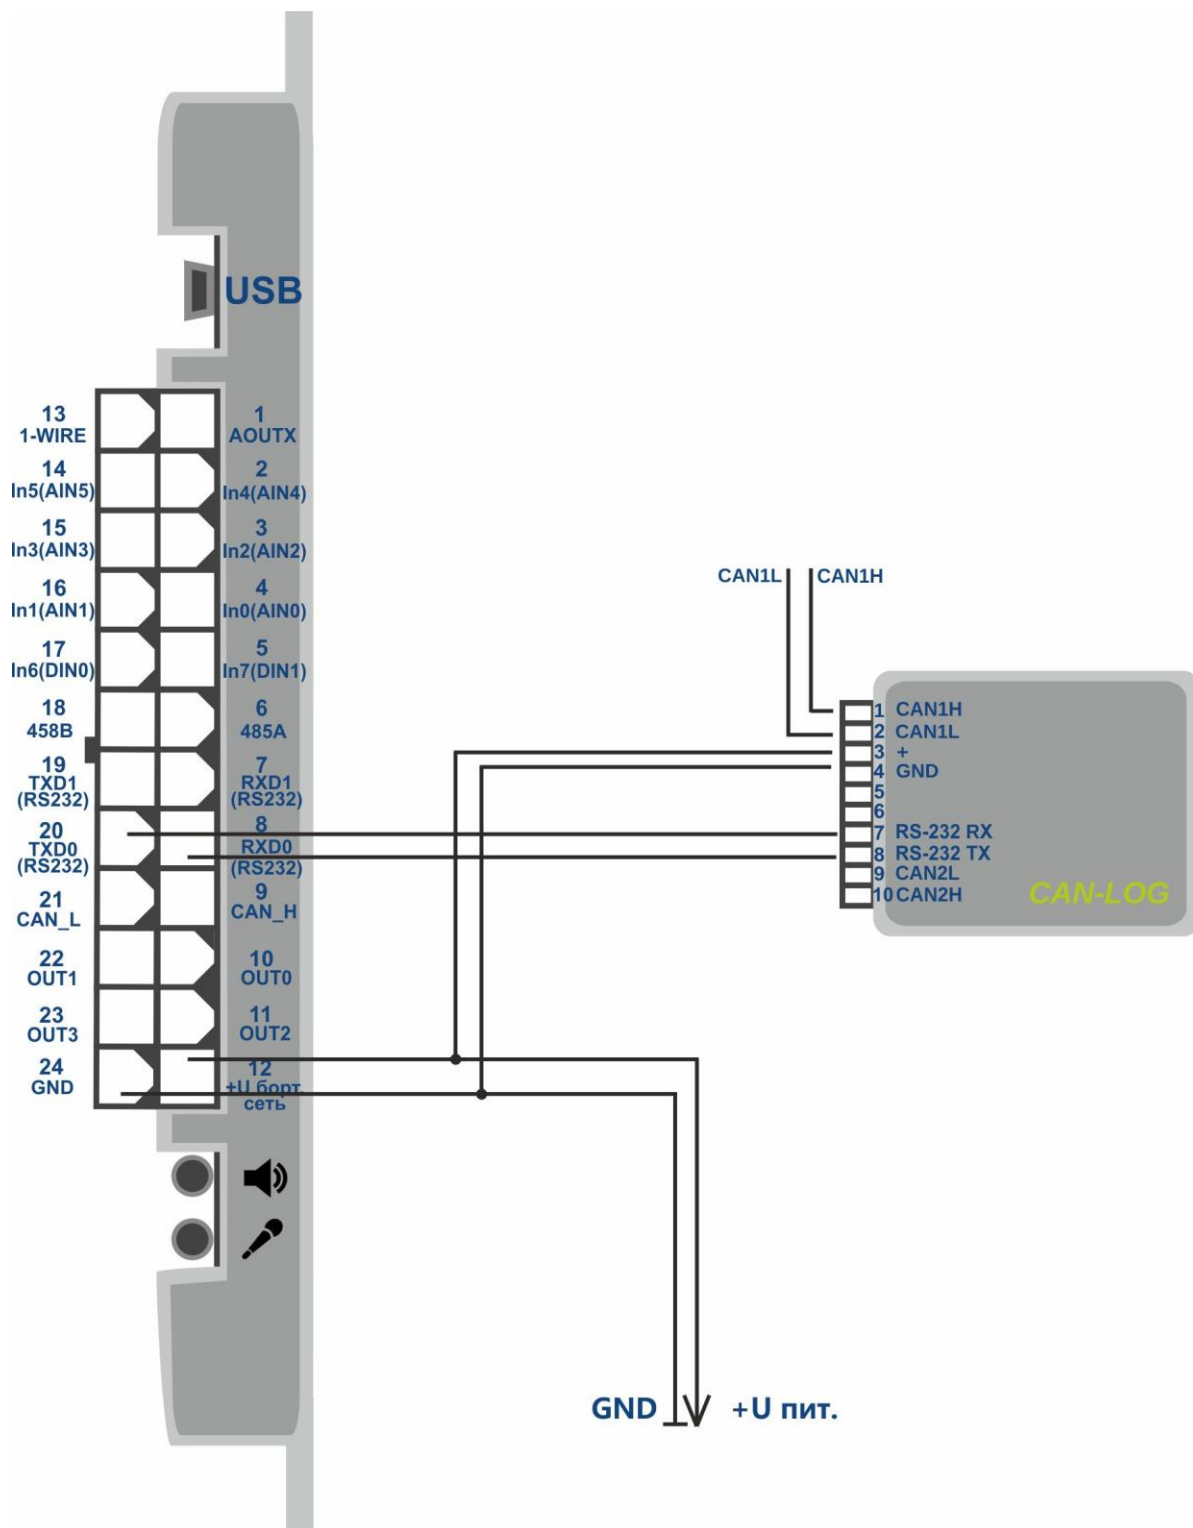 USB
13
1-WIRE
1
AOUTX
14
In5(AIN5)
2
In4(AIN4)
15
In3(AIN3)
3
In2(AIN2)
16
In1(AIN1)
4
In0(AIN0)
17
In6(DIN0)
5
In7(DIN1)
18
458B
6
485A
19
TXD1
(RS232)
7
RXD1
(RS232)
20
TXD0
(RS232)
8
RXD0
(RS232)
21
CAN_L
9
CAN_H
22
OUT1
10
OUT0
23
OUT3
11
OUT2
24
GND
12
+U борт.
сеть
CAN1L
CAN1H
1 CAN1H
2 CAN1L
3 +
4 GND
5
6
7 RS-232 RX
8 RS-232 TX
9 CAN2L
10 CAN2H
CAN-LOG
GND
+U пит.